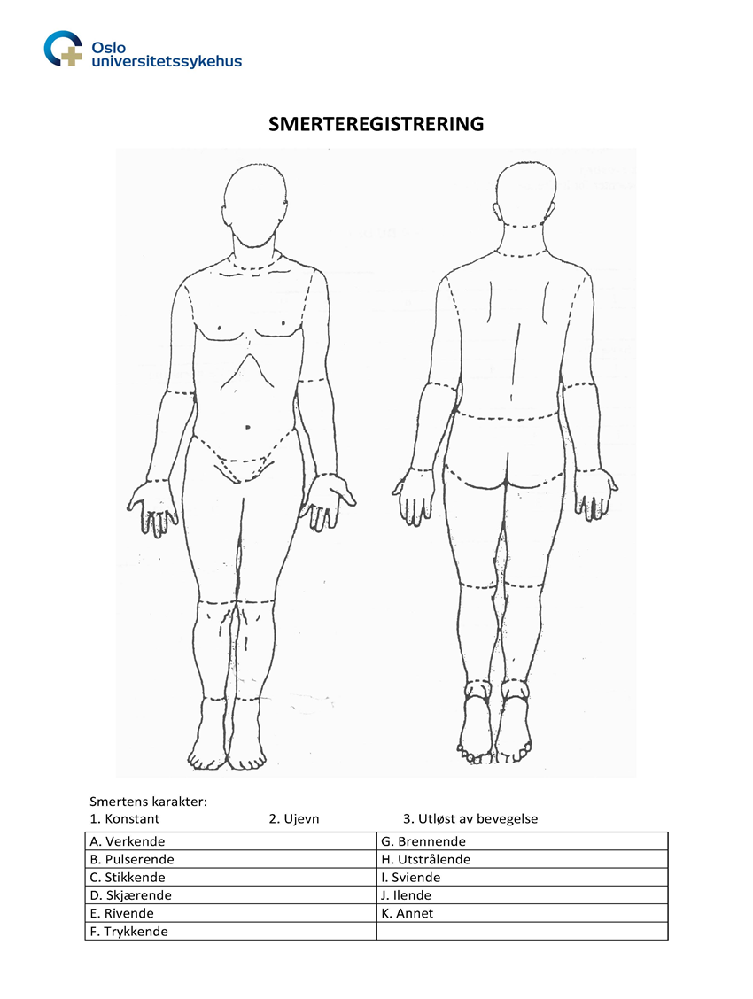 Oslo
universitetssykehus
SMERTEREGISTRERING
Smertens karakter:
1. Konstant 2. Ujevn 3. Utløst av bevegelse
A. Verkende G. Brennende
B. Pulserende H. Utstrålende
C. Stikkende I. Sviende
D. Skjærende J. Ilende
E. Rivende K. Annet
F. Trykkende